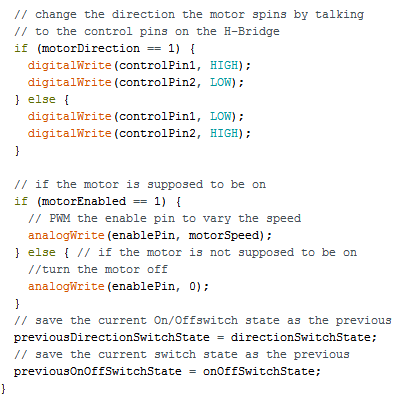 // change the direction the motor spins by talking
// to the control pins on the H-Bridge
if (motorDirection == 1) {
digitalWrite(controlPin1, HIGH);
digitalWrite(controlPin2, LOW);
} else {
digitalWrite(controlPin1, LOW);
digitalWrite(controlPin2, HIGH);
}
// if the motor is supposed to be on
if (motorEnabled == 1) {
// PWM the enable pin to vary the speed
analogWrite(enablePin, motorSpeed);
} else { // if the motor is not supposed to be on
//turn the motor off
analogWrite(enablePin, 0);
}
// save the current On/Offswitch state as the previous
previousDirectionSwitchState = directionSwitchState;
// save the current switch state as the previous
previousOnOffSwitchState = onOffSwitchState;
}